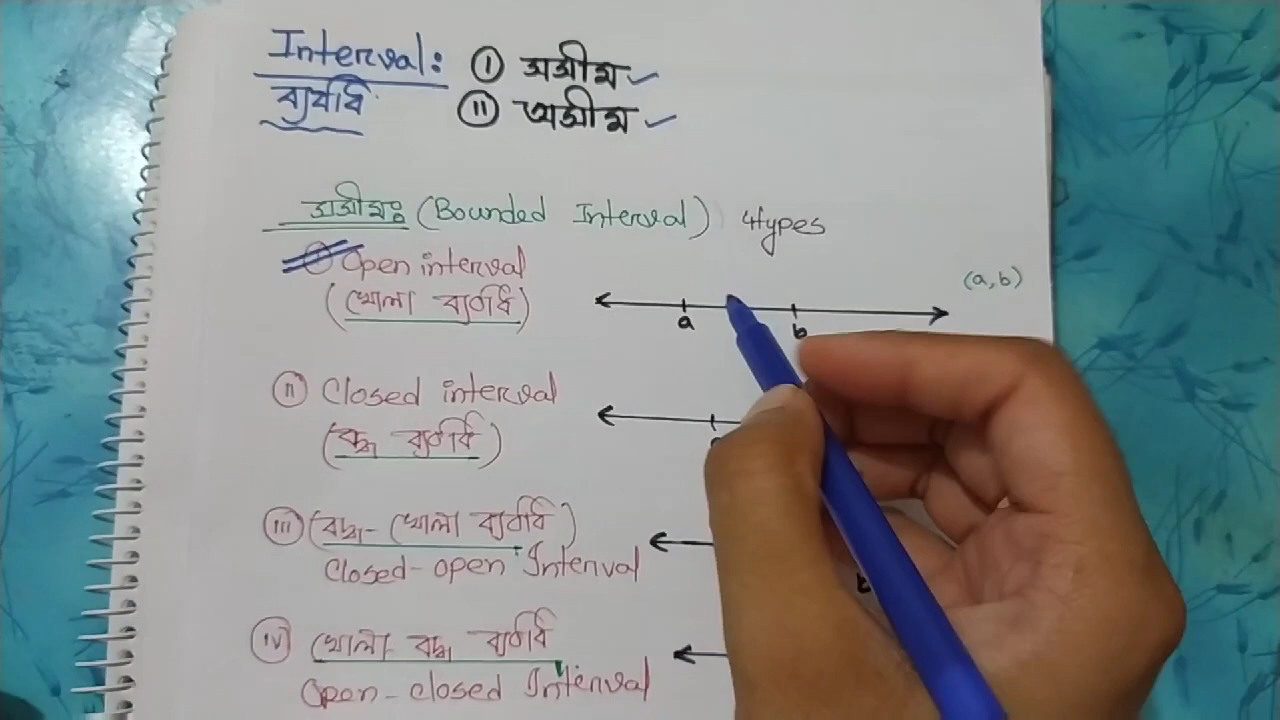 Interval: (I) সসীম
ব্যবধি (II) অসীম
সসীমঃ (Bounded Interval) 4types
Open interval
(খোলা ব্যবধি)
(a,b)
a b
(II) Closed interval
(বদ্ধ ব্যবধি)
(III) (বদ্ধ-খোলা ব্যবধি)
Closed-open Interval
(IV) খোলা বদ্ধ ব্যবধি
Open-closed Interval